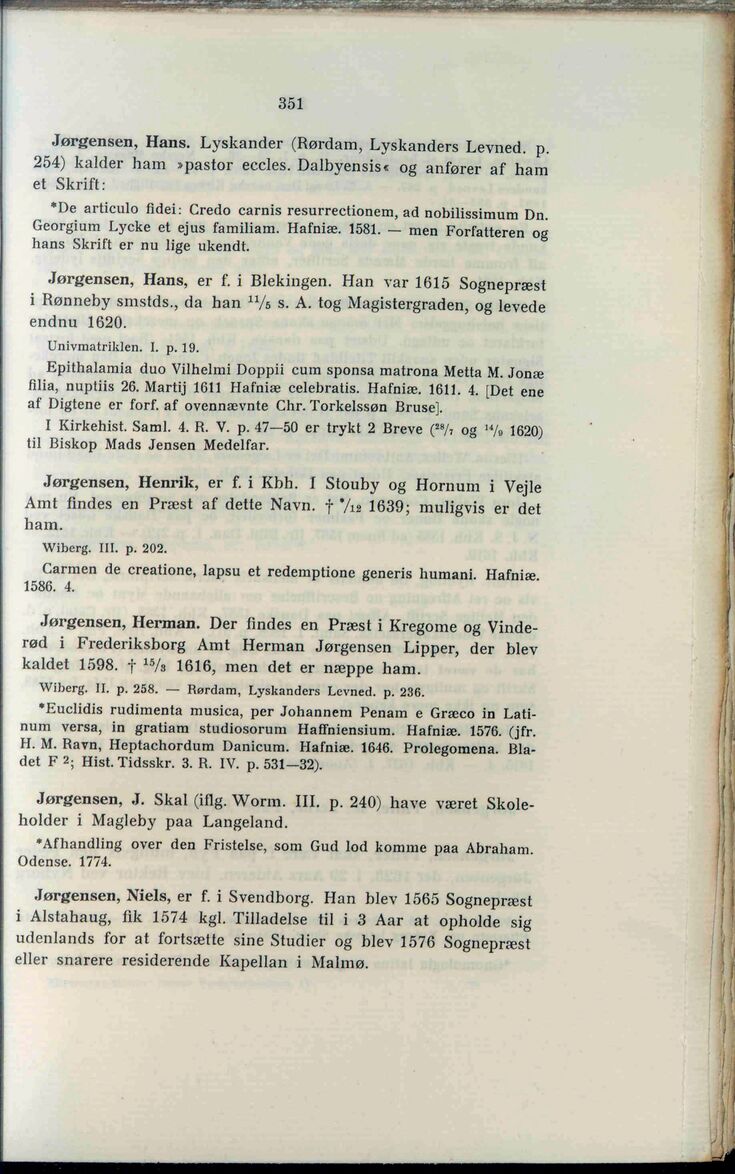 351
Jørgensen, Hans. Lyskander (Rørdam, Lyskanders Levned. p.
254) kalder ham »pastor eccles. Dalbyensis« og anfører af ham
et Skrift:
*De articulo fidei: Credo carnis resurrectionem, ad nobilissimum Dn.
Georgium Lycke et ejus familiam. Hafniæ. 1581. — men Forfatteren og
hans Skrift er nu lige ukendt.
Jørgensen, Hans, er f. i Blekingen. Han var 1615 Sognepræst
i Rønneby smstds., da han 11/5 s. A. tog Magistergraden, og levede
endnu 1620.
Univmatriklen. I. p. 19.
Epithalamia duo Vilhelmi Doppii cum sponsa matrona Metta M. Jonæ
filia, nuptiis 26. Martij 1611 Hafniæ celebratis. Hafniæ. 1611. 4. [Det ene
af Digtene er forf. af ovennævnte Chr. Torkelssøn Bruse].
I Kirkehist. Saml. 4. R. V. p. 47—50 er trykt 2 Breve (28/7 og 14/9 1620)
til Biskop Mads Jensen Medelfar.
Jørgensen, Henrik, er f. i Kbh. I Stouby og Hornum i Vejle
Amt findes en Præst af dette Navn. † /12 1639; muligvis er det
ham.
Wiberg. III. p. 202.
Carmen de creatione, lapsu et redemptione generis humani. Hafniæ.
1586. 4.
Jørgensen, Herman. Der findes en Præst i Kregome og Vinde-
rød i Frederiksborg Amt Herman Jørgensen Lipper, der blev
kaldet 1598. † 15/3 1616, men det er næppe ham.
Wiberg. II. p. 258. — Rørdam, Lyskanders Levned. p. 236.
*Euclidis rudimenta musica, per Johannem Penam e Græco in Lati-
num versa, in gratiam studiosorum Haffniensium. Hafniæ. 1576. (jfr.
H. M. Ravn, Heptachordum Danicum. Hafniæ. 1646. Prolegomena. Bla-
det F 2; Hist. Tidsskr. 3. R. IV. p. 531—32).
Jørgensen, J. Skal (iflg. Worm. III. p. 240) have været Skole-
holder i Magleby paa Langeland.
*Afhandling over den Fristelse, som Gud lod komme paa Abraham.
Odense. 1774.
Jørgensen, Niels, er f. i Svendborg. Han blev 1565 Sognepræst
i Alstahaug, fik 1574 kgl. Tilladelse til i 3 Aar at opholde sig
udenlands for at fortsætte sine Studier og blev 1576 Sognepræst
eller snarere residerende Kapellan i Malmø.